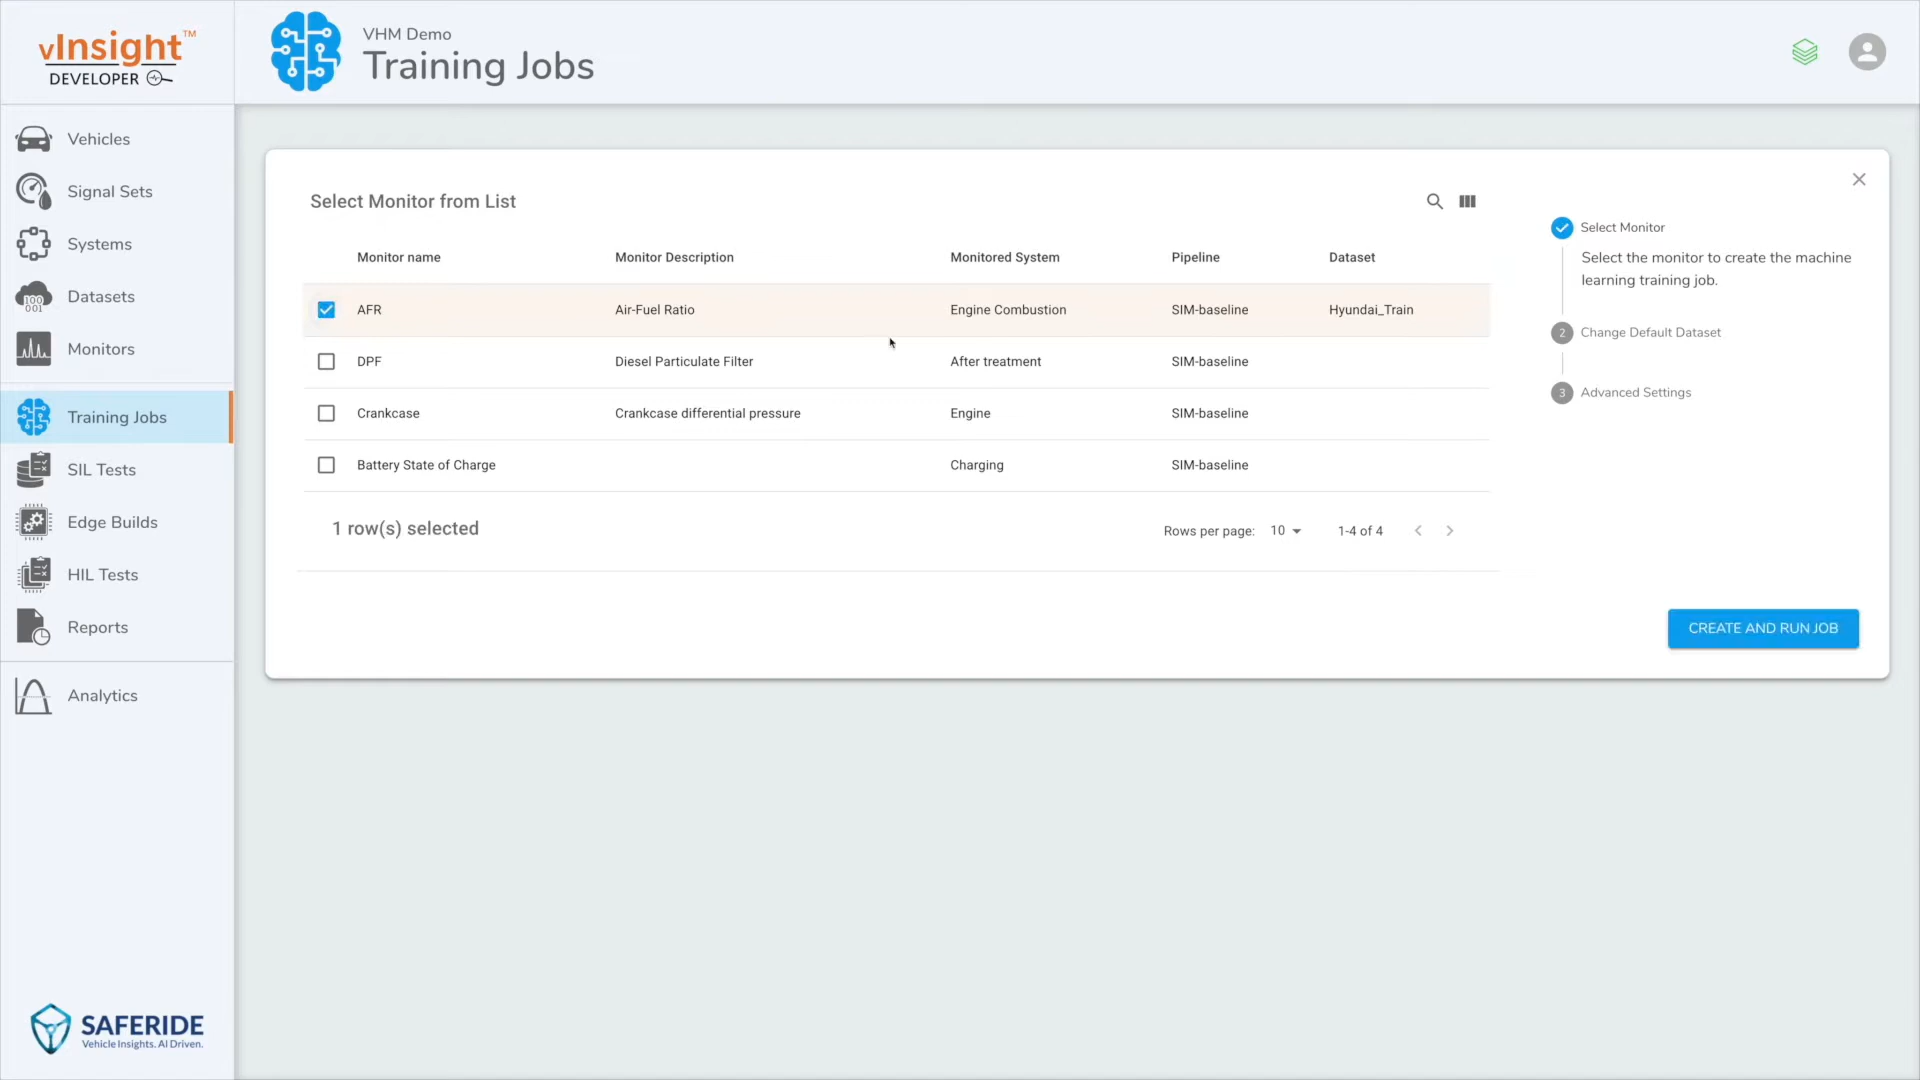 vInsight™
DEVELOPER
VHM Demo
Training Jobs
Vehicles
Signal Sets
Systems
100
001
Datasets
Monitors
Training Jobs
SIL Tests
Edge Builds
HIL Tests
Reports
Analytics
SAFERIDE
Vehicle Insights. AI Driven.
Select Monitor from List
Monitor name Monitor Description Monitored System Pipeline Dataset
AFR Air-Fuel Ratio Engine Combustion SIM-baseline Hyundai_Train
DPF Diesel Particulate Filter After treatment SIM-baseline
Crankcase Crankcase differential pressure Engine SIM-baseline
Battery State of Charge Charging SIM-baseline
1 row(s) selected
Rows per page: 10 1-4 of 4
Select Monitor
Select the monitor to create the machine
learning training job.
2 Change Default Dataset
3 Advanced Settings
CREATE AND RUN JOB